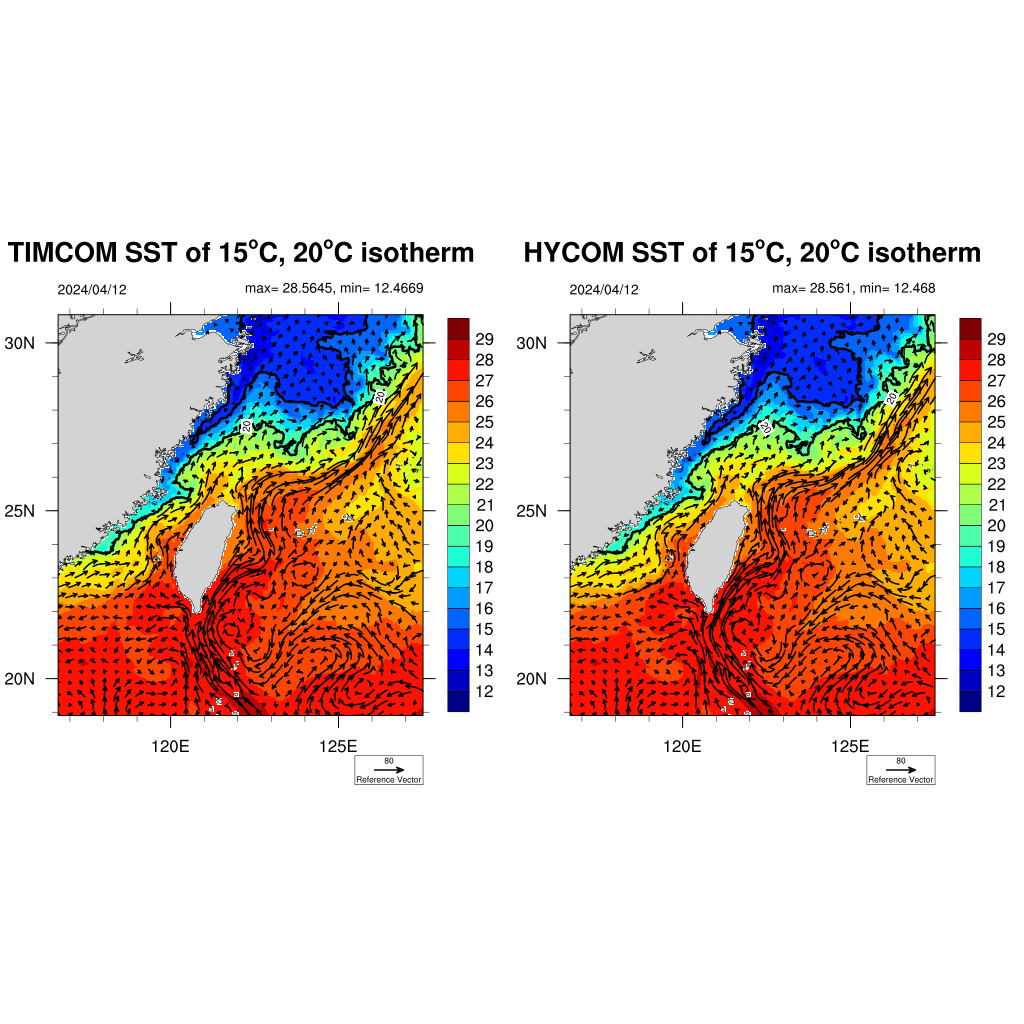 TIMCOM SST of 15°C, 20°C isotherm
2024/04/12
max= 28.5645, min= 12.4669
30N
25N
20N
120E
125E
20
20
29
28
27
26
25
24
23
22
21
20
19
18
17
16
15
14
13
12
80
Reference Vector
HYCOM SST of 15°C, 20°C isotherm
2024/04/12
max= 28.561, min= 12.468
30N
25N
20N
120E
125E
20
20
29
28
27
26
25
24
23
22
21
20
19
18
17
16
15
14
13
12
80
Reference Vector